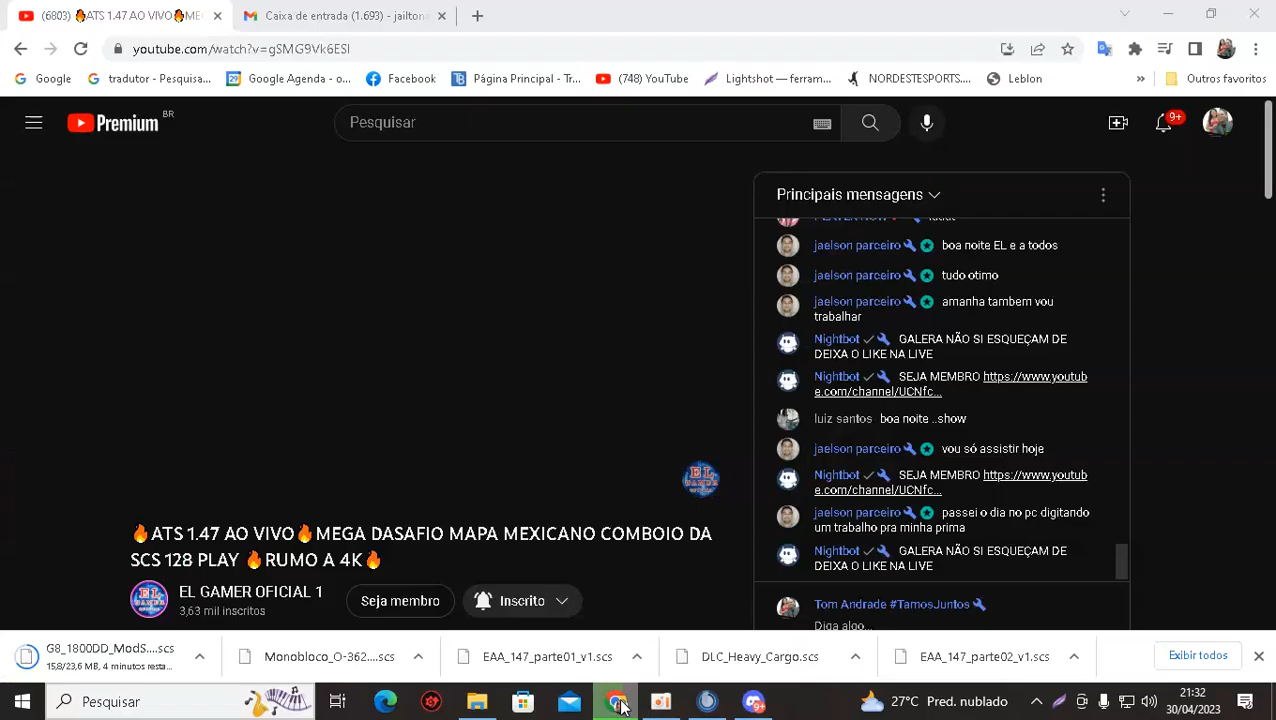 (6803) 🔥ATS 1.47 AO VIVO🔥ME
Caixa de entrada (1.693) - jailton
youtube.com/watch?v=gSMG9Vk6ESI
Google
tradutor - Pesquisa...
Google Agenda - o...
Facebook
Página Principal - Tr...
(748) YouTube
Lightshot — ferram...
NORDESTESPORTS....
Leblon
»
Outros favoritos
Premium BR
Pesquisar
9+
Principais mensagens
jaelson parceiro boa noite EL e a todos
jaelson parceiro tudo otimo
jaelson parceiro amanha tambem vou
trabalhar
Nightbot GALERA NÃO SI ESQUEÇAM DE
DEIXA O LIKE NA LIVE
Nightbot SEJA MEMBRO https://www.youtub
e.com/channel/UCNfc...
luiz santos boa noite ..show
jaelson parceiro vou só assistir hoje
Nightbot SEJA MEMBRO https://www.youtub
e.com/channel/UCNfc...
jaelson parceiro passei o dia no pc digitando
um trabalho pra minha prima
Nightbot GALERA NÃO SI ESQUEÇAM DE
DEIXA O LIKE NA LIVE
Tom Andrade #TamosJuntos
Diga algo...
EL
GAMER
🔥ATS 1.47 AO VIVO🔥MEGA DASAFIO MAPA MEXICANO COMBOIO DA
SCS 128 PLAY 🔥RUMO A 4K🔥
EL GAMER OFICIAL 1
3,63 mil inscritos
Seja membro
Inscrito
G8_1800DD_ModS....scs
15,8/23,6 MB, 4 minutos resta...
Monobloco_O-362....scs
EAA_147_parte01_v1.scs
DLC_Heavy_Cargo.scs
EAA_147_parte02_v1.scs
Exibir todos
Pesquisar
27°C Pred. nublado
21:32
30/04/2023